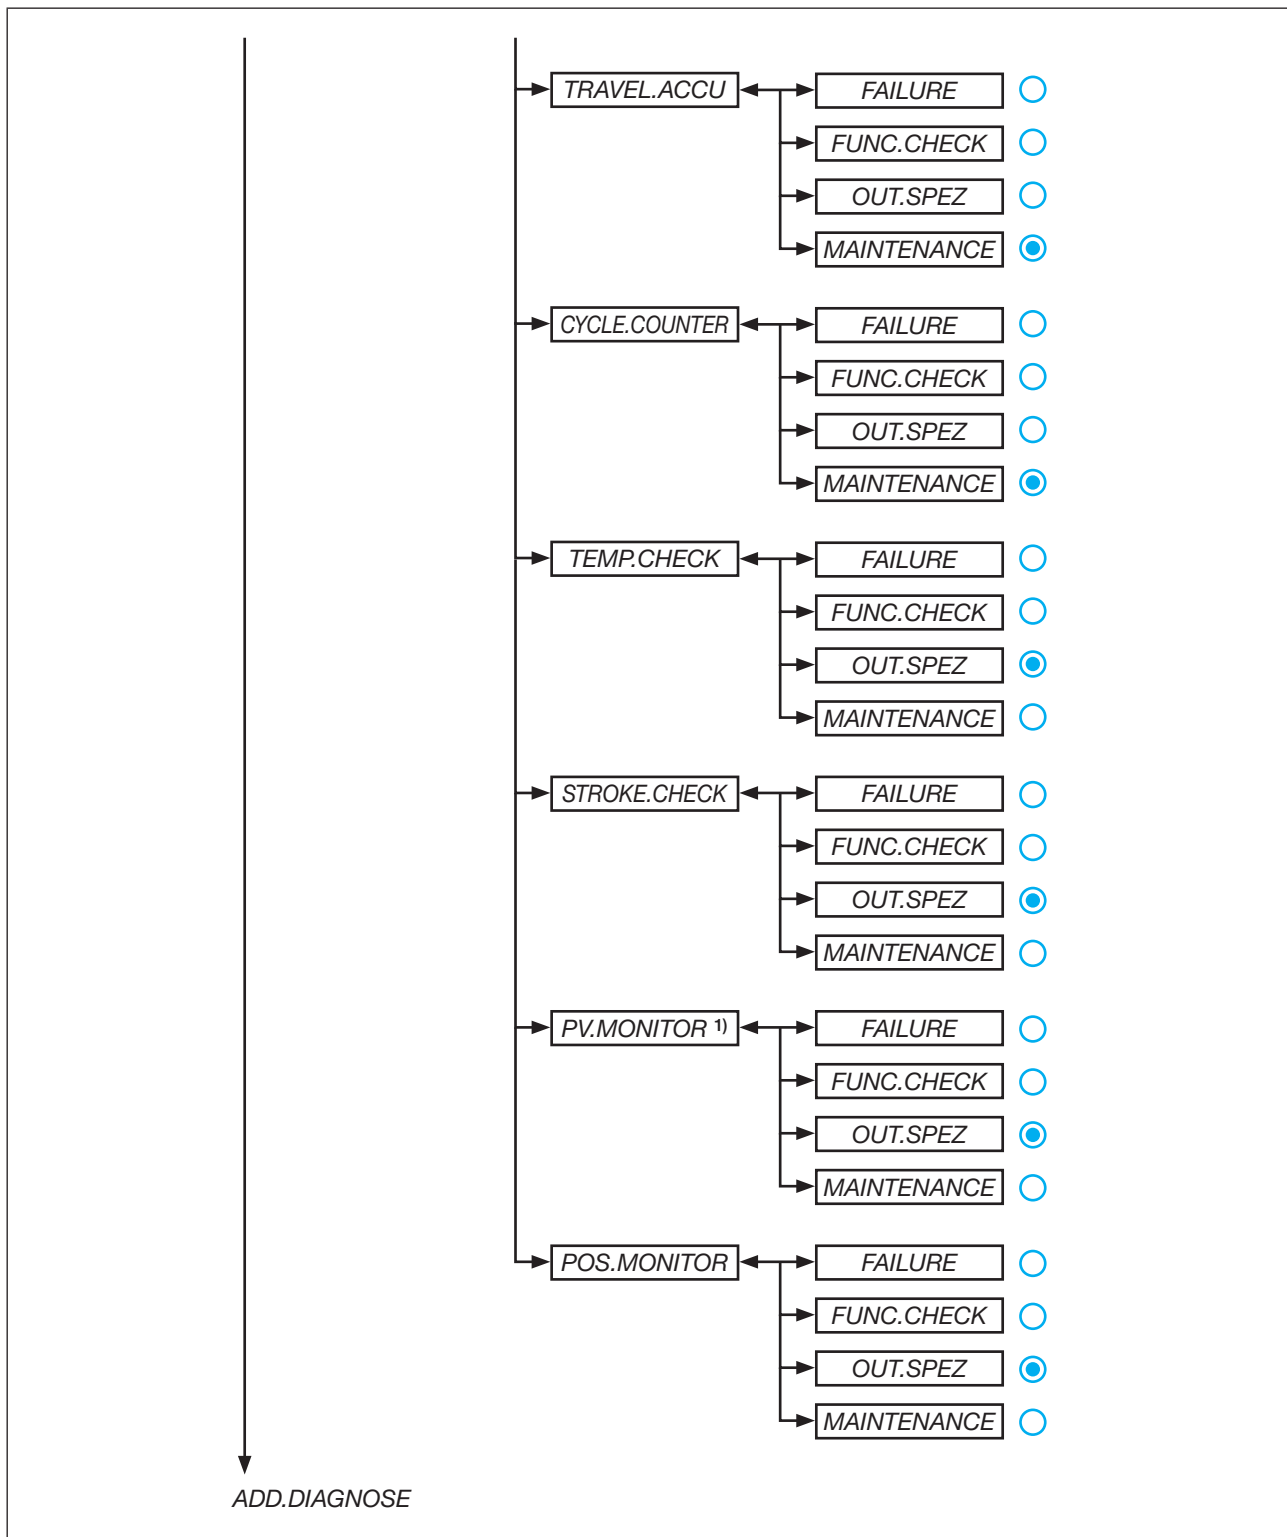 TRAVEL.ACCU FAILURE
FUNC.CHECK
OUT.SPEZ
MAINTENANCE
CYCLE.COUNTER FAILURE
FUNC.CHECK
OUT.SPEZ
MAINTENANCE
TEMP.CHECK FAILURE
FUNC.CHECK
OUT.SPEZ
MAINTENANCE
STROKE.CHECK FAILURE
FUNC.CHECK
OUT.SPEZ
MAINTENANCE
PV.MONITOR 1) FAILURE
FUNC.CHECK
OUT.SPEZ
MAINTENANCE
POS.MONITOR FAILURE
FUNC.CHECK
OUT.SPEZ
MAINTENANCE
ADD.DIAGNOSE